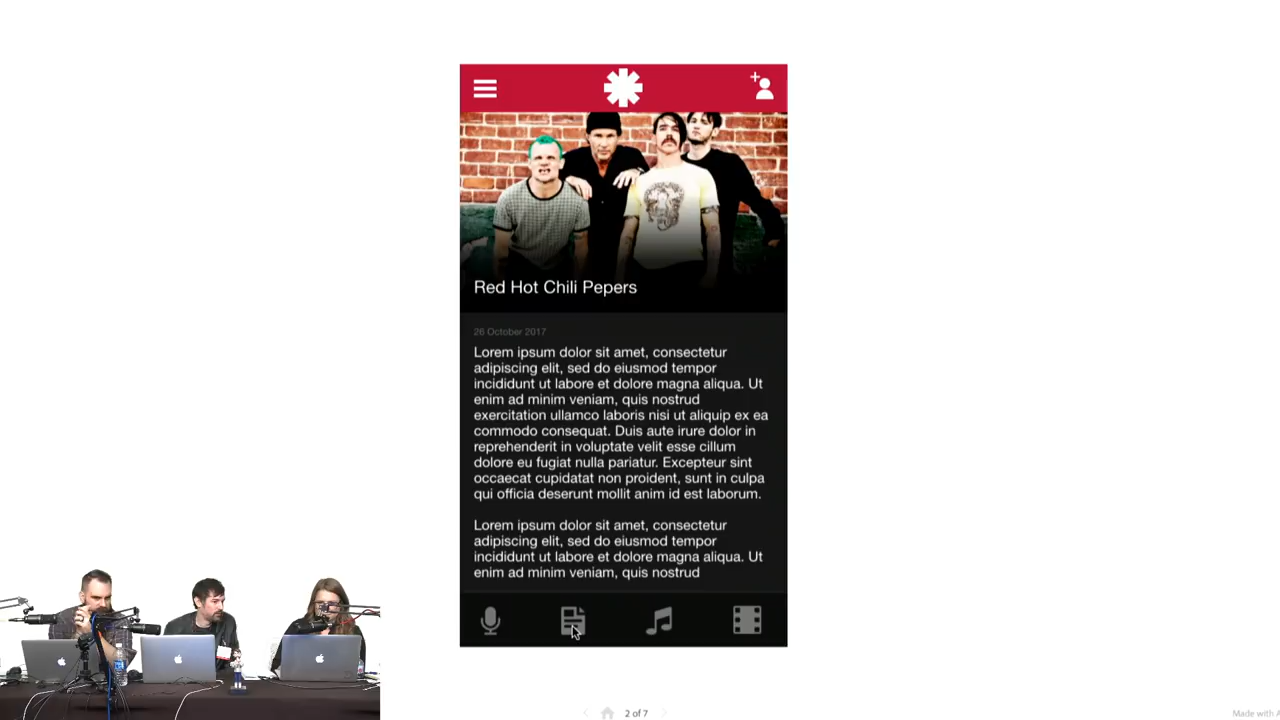 Red Hot Chili Pepers
26 October 2017
Lorem ipsum dolor sit amet, consectetur
adipiscing elit, sed do eiusmod tempor
incididunt ut labore et dolore magna aliqua. Ut
enim ad minim veniam, quis nostrud
exercitation ullamco laboris nisi ut aliquip ex ea
commodo consequat. Duis aute irure dolor in
reprehenderit in voluptate velit esse cillum
dolore eu fugiat nulla pariatur. Excepteur sint
occaecat cupidatat non proident, sunt in culpa
qui officia deserunt mollit anim id est laborum.
Lorem ipsum dolor sit amet, consectetur
adipiscing elit, sed do eiusmod tempor
incididunt ut labore et dolore magna aliqua. Ut
enim ad minim veniam, quis nostrud
2 of 7
Made with A